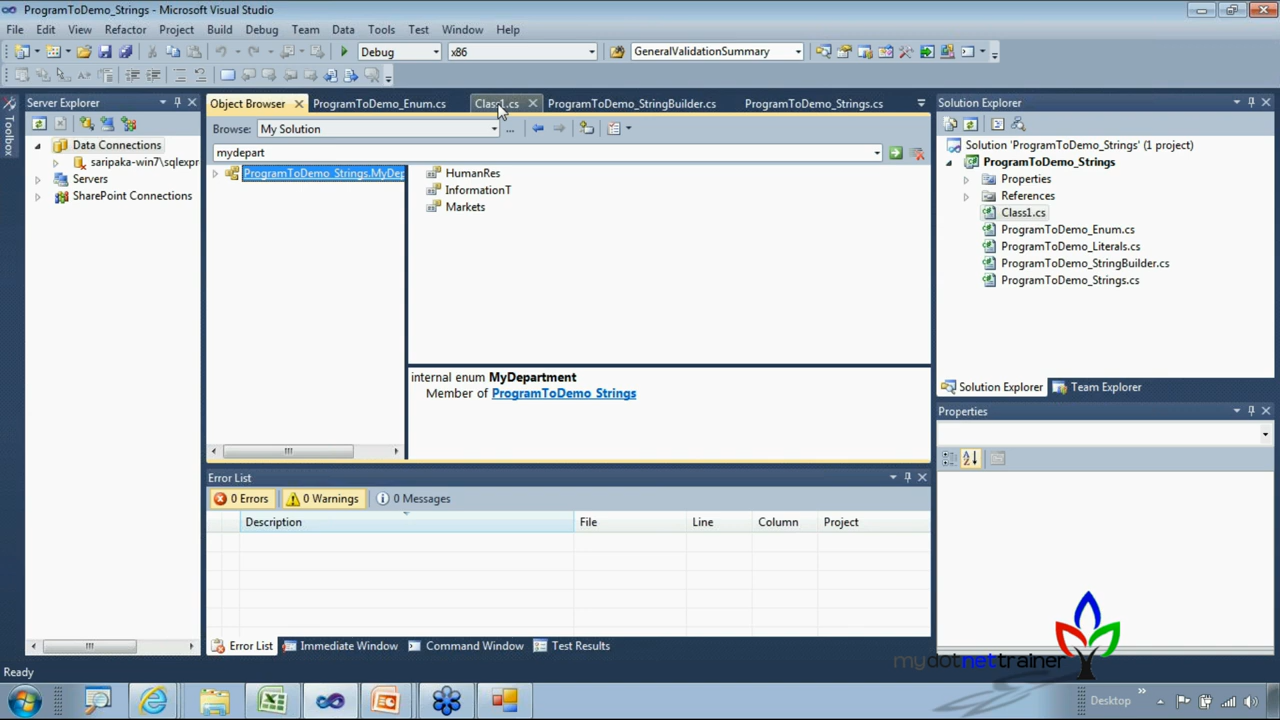 ProgramToDemo_Strings - Microsoft Visual Studio
File Edit View Refactor Project Build Debug Team Data Tools Test Window Help
Debug x86 GeneralValidationSummary
Toolbox
Server Explorer
Data Connections
saripaka-win7\sqlexpr
Servers
SharePoint Connections
Object Browser ProgramToDemo_Enum.cs Class1.cs ProgramToDemo_StringBuilder.cs ProgramToDemo_Strings.cs
Browse: My Solution ...
mydepart
ProgramToDemo_Strings.MyDep
HumanRes
InformationT
Markets
internal enum MyDepartment
Member of ProgramToDemo_Strings
Error List
0 Errors 0 Warnings 0 Messages
Description File Line Column Project
Error List Immediate Window Command Window Test Results
Solution Explorer
Solution 'ProgramToDemo_Strings' (1 project)
ProgramToDemo_Strings
Properties
References
Class1.cs
ProgramToDemo_Enum.cs
ProgramToDemo_Literals.cs
ProgramToDemo_StringBuilder.cs
ProgramToDemo_Strings.cs
Solution Explorer Team Explorer
Properties
Ready
mydotnettrainer
Desktop